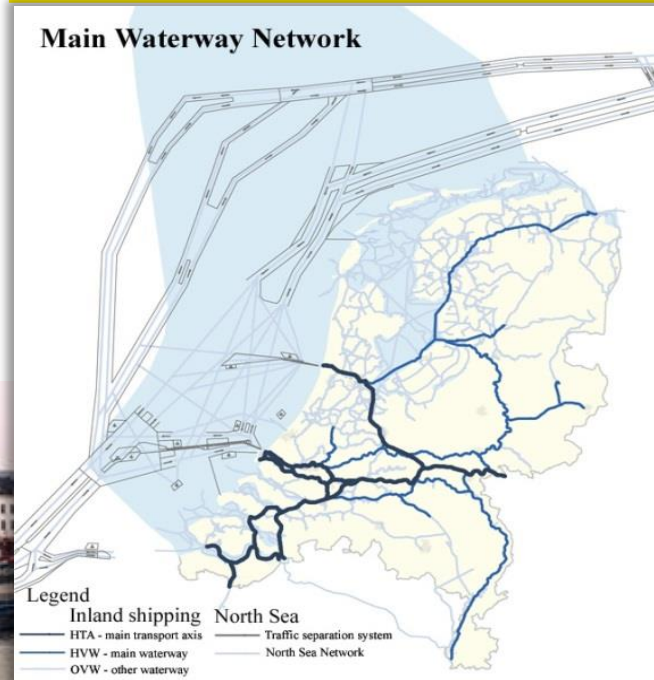 Main Waterway Network
Legend
Inland shipping
HTA - main transport axis
HVW - main waterway
OVW - other waterway
North Sea
Traffic separation system
North Sea Network